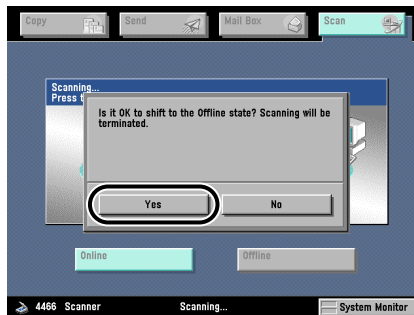 Copy Send Mail Box Scan
Scanning...
Press t
Is it OK to shift to the Offline state? Scanning will be
terminated.
Yes No
Online Offline
4466 Scanner Scanning... System Monitor